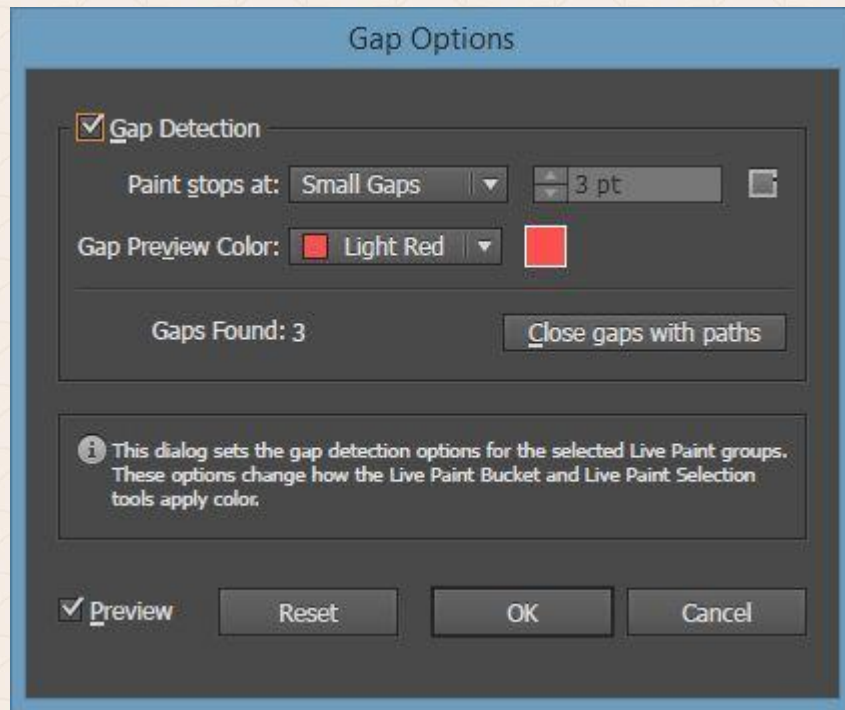 Gap Options
Gap Detection
Paint stops at: Small Gaps 3 pt
Gap Preview Color: Light Red
Gaps Found: 3 Close gaps with paths
This dialog sets the gap detection options for the selected Live Paint groups.
These options change how the Live Paint Bucket and Live Paint Selection
tools apply color.
Preview Reset OK Cancel